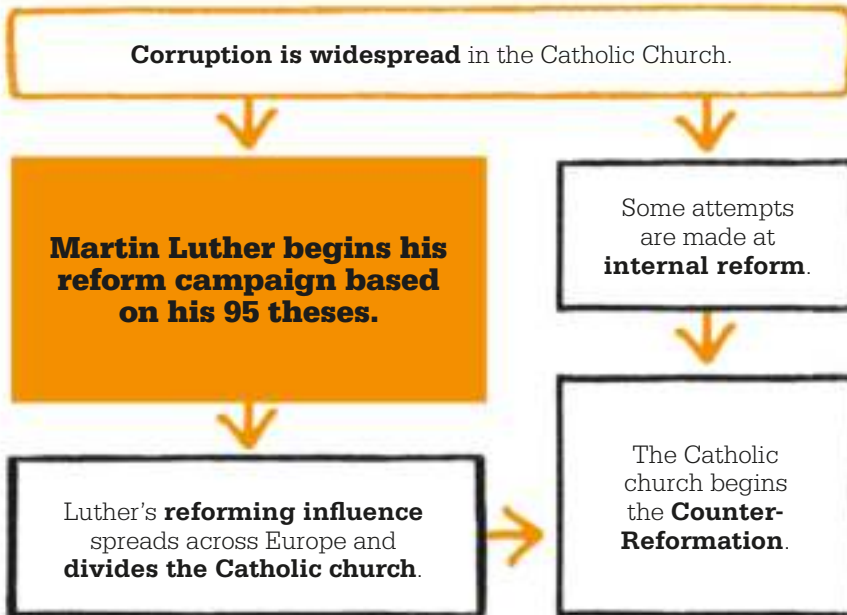 Corruption is widespread in the Catholic Church.
Martin Luther begins his
reform campaign based
on his 95 theses.
Some attempts
are made at
internal reform.
Luther’s reforming influence
spreads across Europe and
divides the Catholic church.
The Catholic
church begins
the Counter-
Reformation.